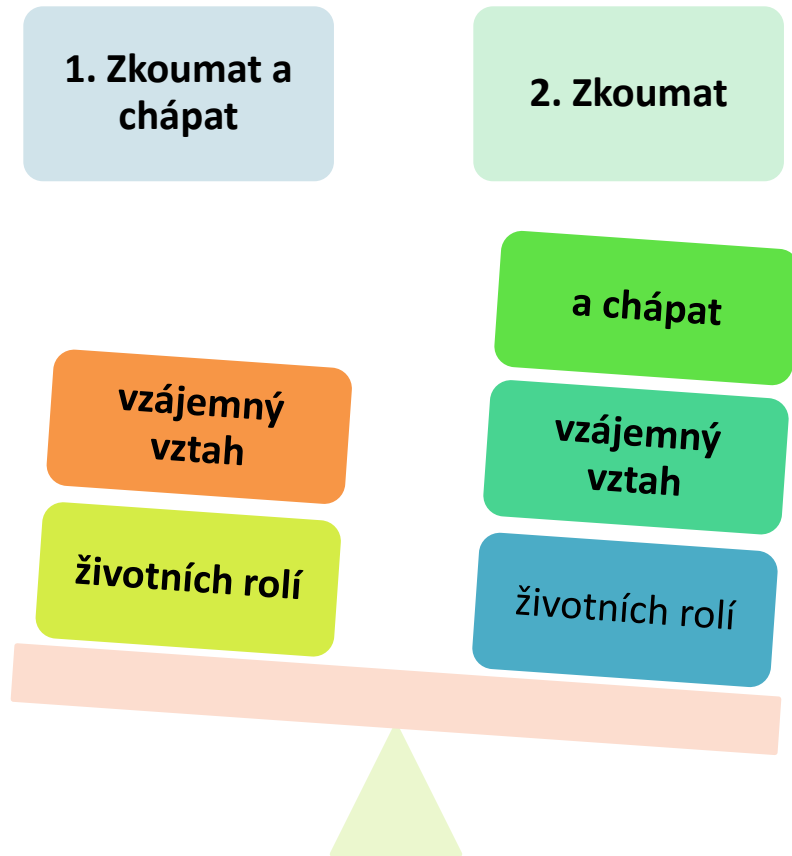 1. Zkoumat a
chápat
vzájemný
vztah
životních rolí
2. Zkoumat
a chápat
vzájemný
vztah
životních rolí